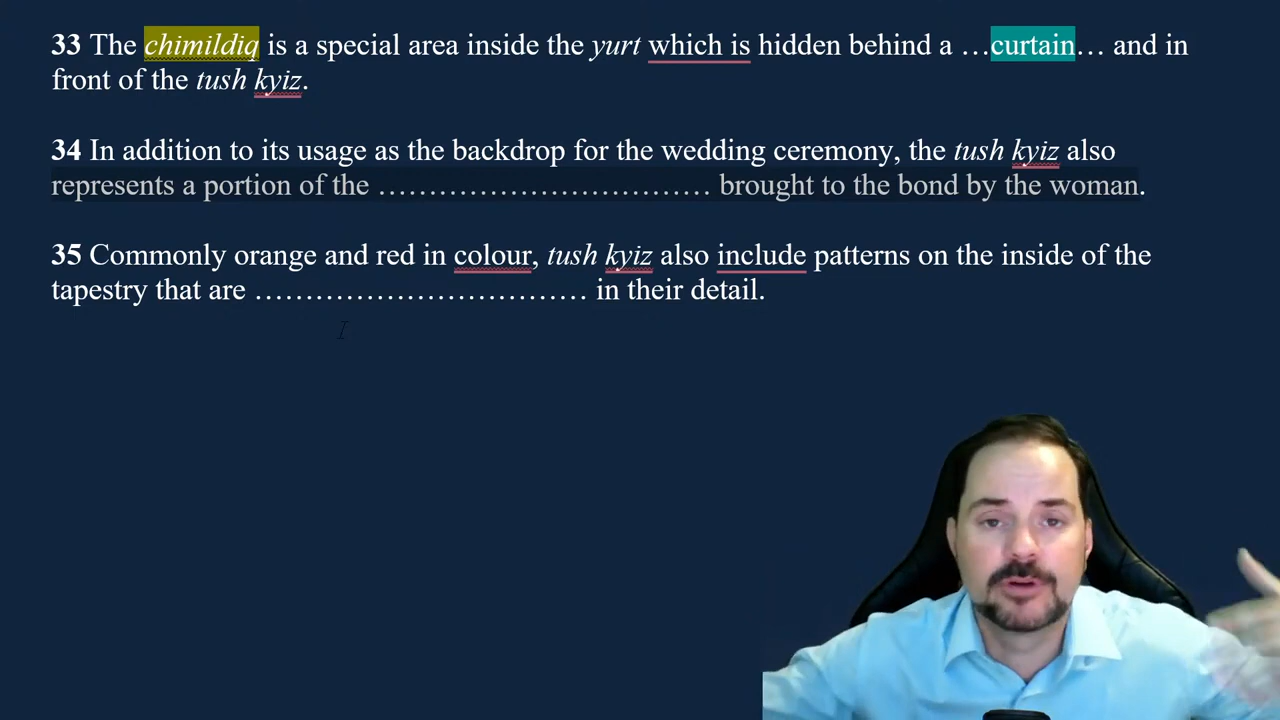 33 The chimildiq is a special area inside the yurt which is hidden behind a …curtain… and in
front of the tush kyiz.
34 In addition to its usage as the backdrop for the wedding ceremony, the tush kyiz also
represents a portion of the …………………………… brought to the bond by the woman.
35 Commonly orange and red in colour, tush kyiz also include patterns on the inside of the
tapestry that are …………………………… in their detail.